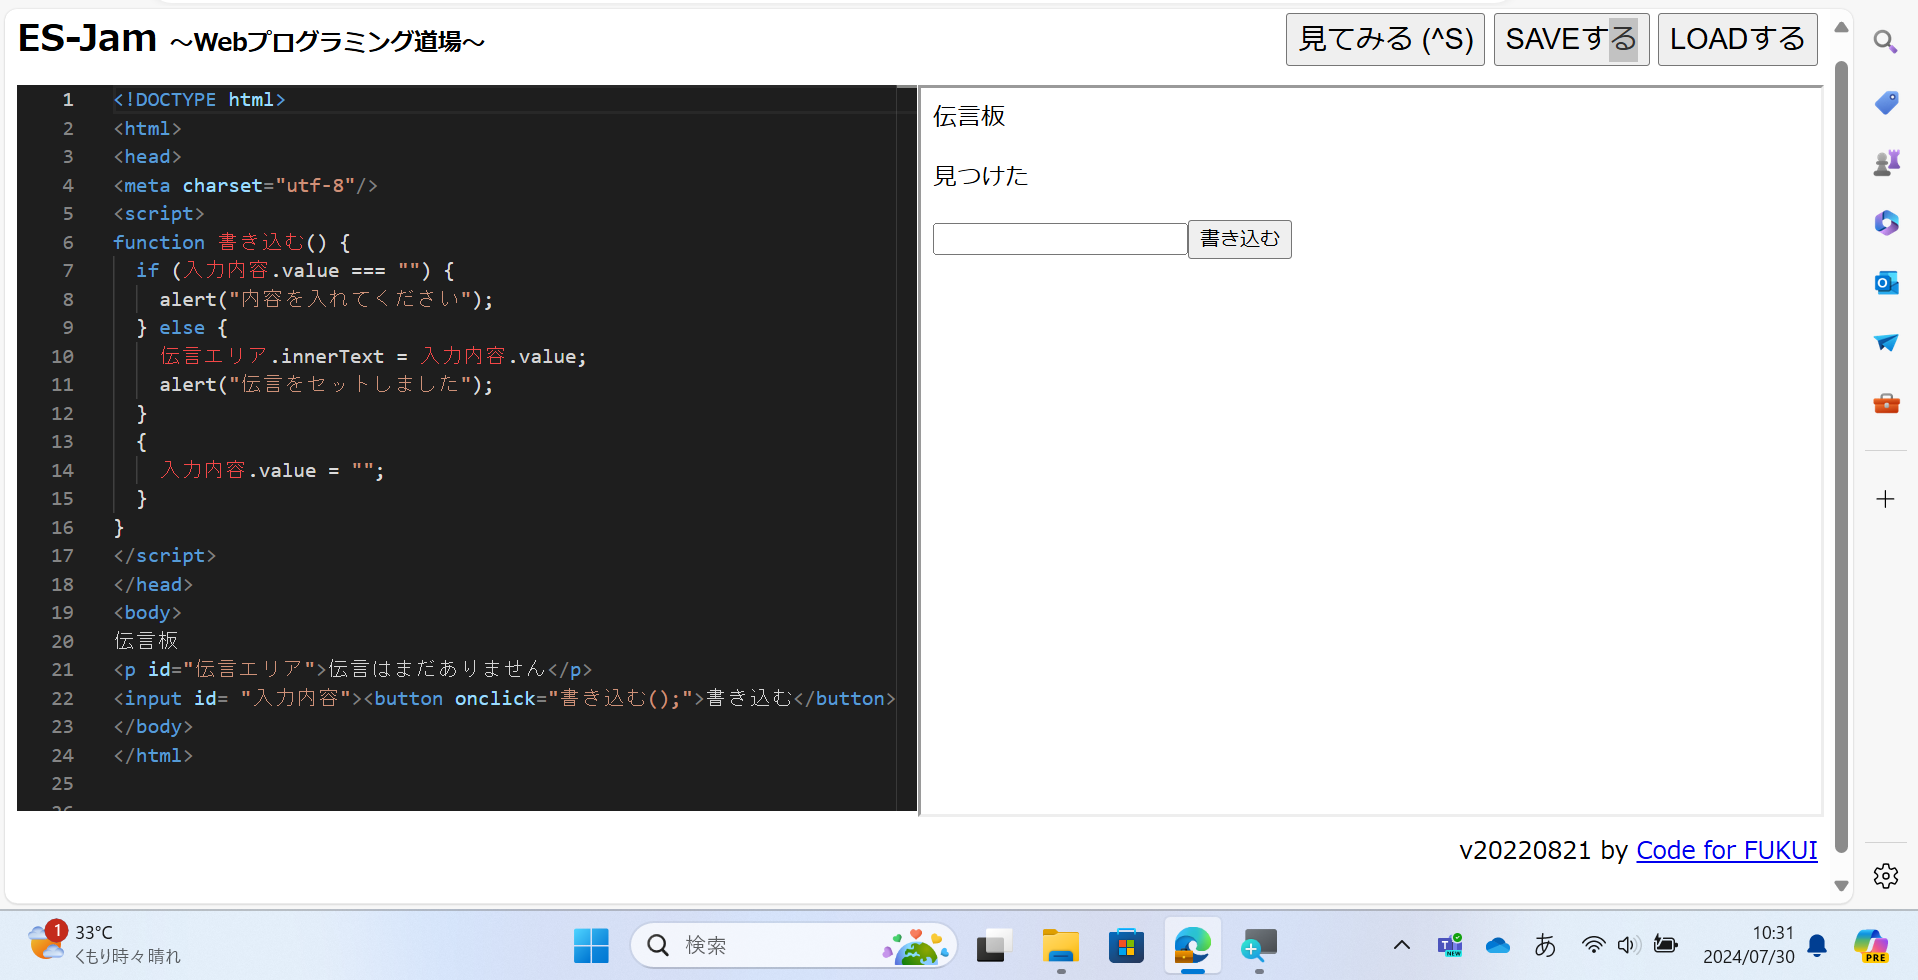 ES-Jam ～Webプログラミング道場～
見てみる (^S) SAVEする LOADする
1 <!DOCTYPE html>
2 <html>
3 <head>
4 <meta charset="utf-8"/>
5 <script>
6 function 書き込む() {
7 if (入力内容.value === "") {
8 alert("内容を入れてください");
9 } else {
10 伝言エリア.innerText = 入力内容.value;
11 alert("伝言をセットしました");
12 }
13 {
14 入力内容.value = "";
15 }
16 }
17 </script>
18 </head>
19 <body>
20 伝言板
21 <p id="伝言エリア">伝言はまだありません</p>
22 <input id= "入力内容"><button onclick="書き込む();">書き込む</button>
23 </body>
24 </html>
25
伝言板
見つけた
書き込む
v20220821 by Code for FUKUI
1
33°C
くもり時々晴れ
検索
NEW
あ
10:31
2024/07/30
PRE